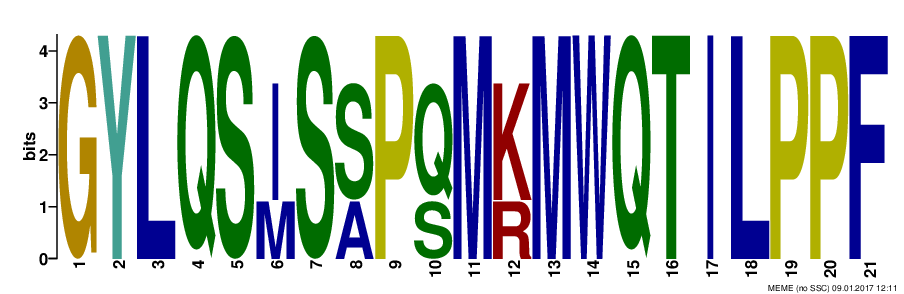 bits
4
3
2
1
0
GYLQSISSPQMKMWQTILPPF
MASR
1 2 3 4 5 6 7 8 9 10 11 12 13 14 15 16 17 18 19 20 21
MEME (no SSC) 09.01.2017 12:11